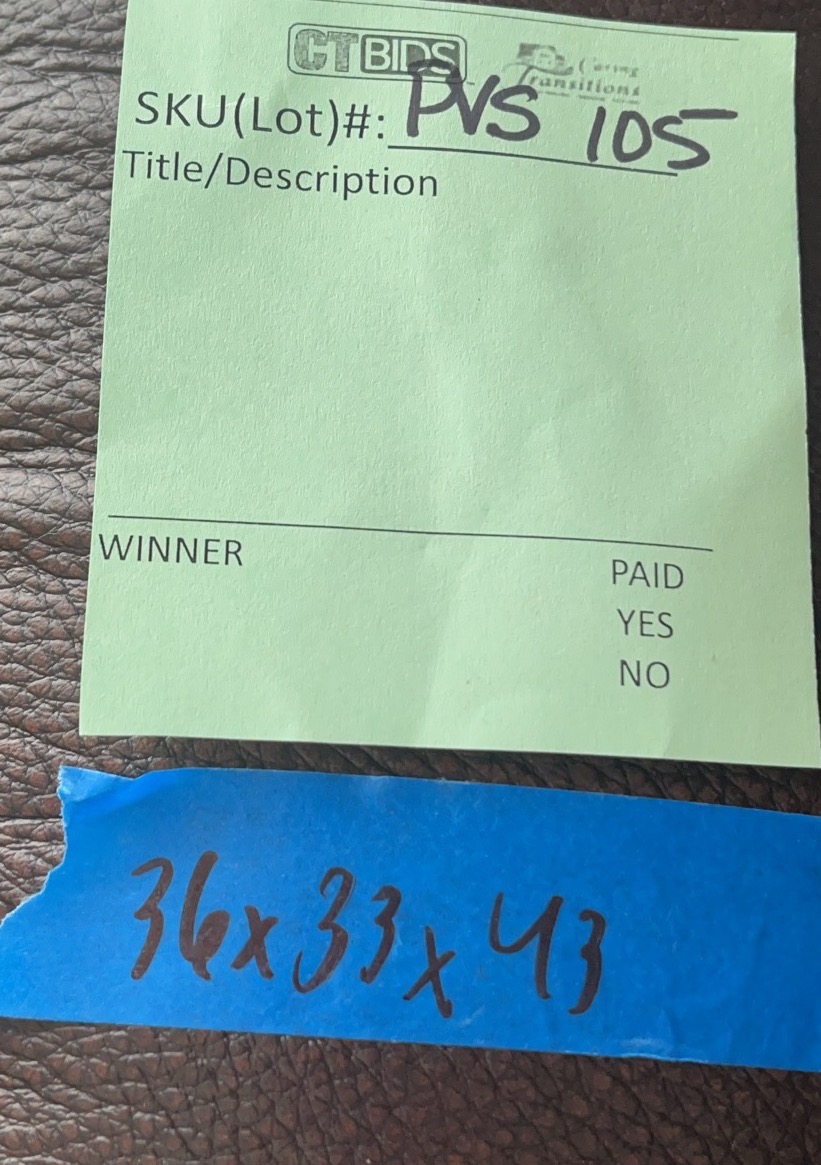 CTBIDS Caring Transitions
SKU(Lot)#: PVS 105
Title/Description
WINNER
PAID
YES
NO
36x33x43